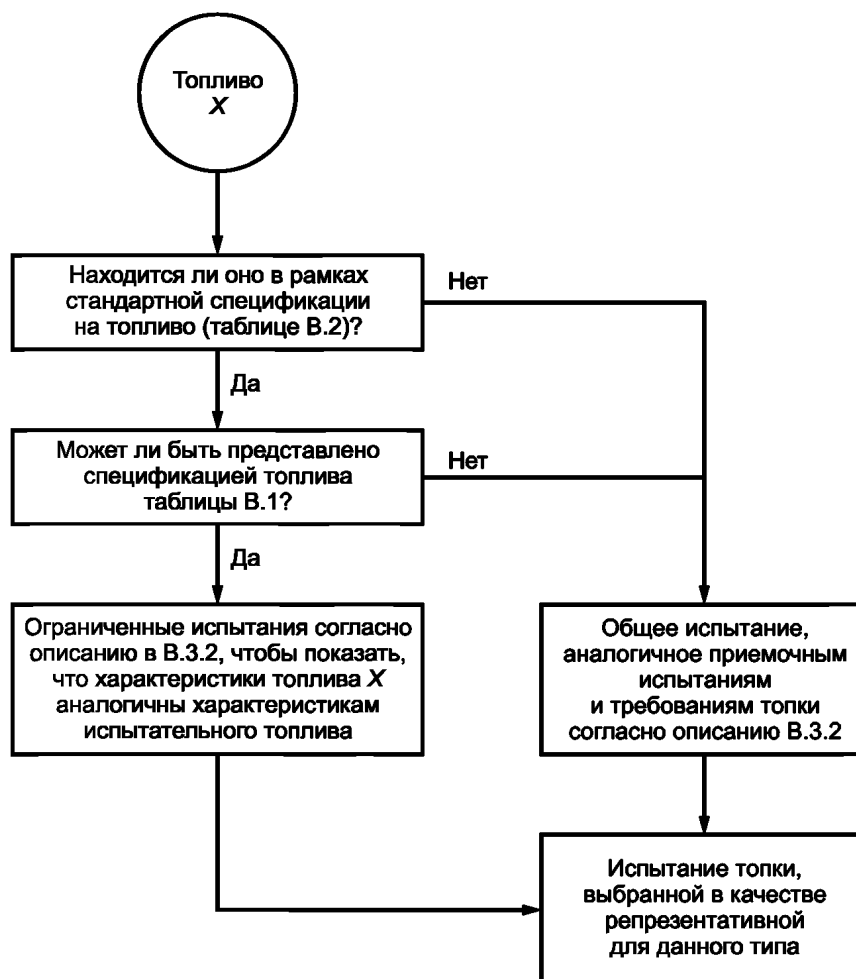 Топливо
X
Находится ли оно в рамках
стандартной спецификации
на топливо (таблице В.2)?
Нет
Да
Может ли быть представлено
спецификацией топлива
таблицы В.1?
Нет
Да
Ограниченные испытания согласно
описанию в В.3.2, чтобы показать,
что характеристики топлива X
аналогичны характеристикам
испытательного топлива
Общее испытание,
аналогичное приемочным
испытаниям
и требованиям топки
согласно описанию В.3.2
Испытание топки,
выбранной в качестве
репрезентативной
для данного типа